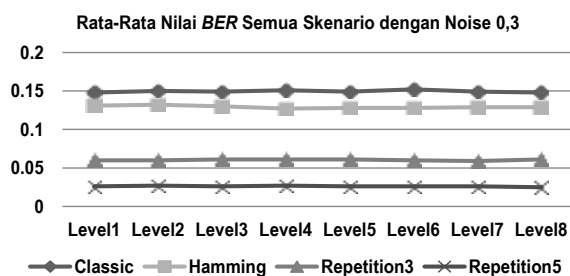 Rata-Rata Nilai BER Semua Skenario dengan Noise 0,3
0.2
0.15
0.1
0.05
0
Level1 Level2 Level3 Level4 Level5 Level6 Level7 Level8
Classic Hamming Repetition3 Repetition5